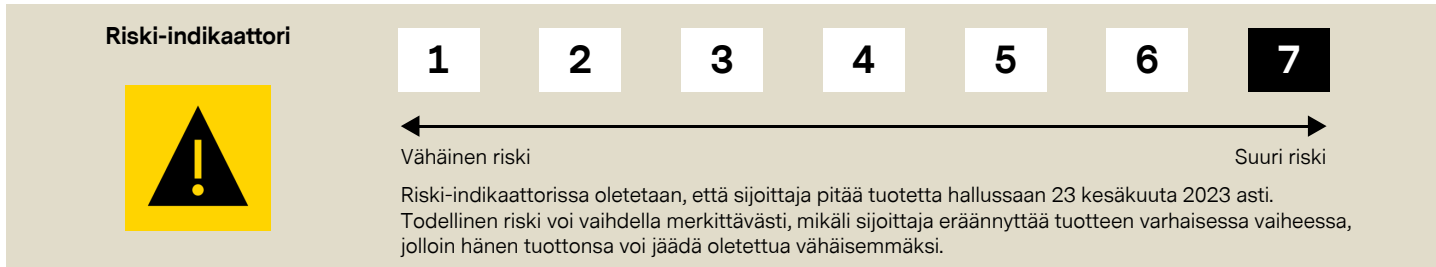 Riski-indikaattori
1 2 3 4 5 6 7
Vähäinen riski Suuri riski
Riski-indikaattorissa oletetaan, että sijoittaja pitää tuotetta hallussaan 23 kesäkuuta 2023 asti.
Todellinen riski voi vaihdella merkittävästi, mikäli sijoittaja eräännyttää tuotteen varhaisessa vaiheessa,
jolloin hänen tuottonsa voi jäädä oletettua vähäisemmäksi.